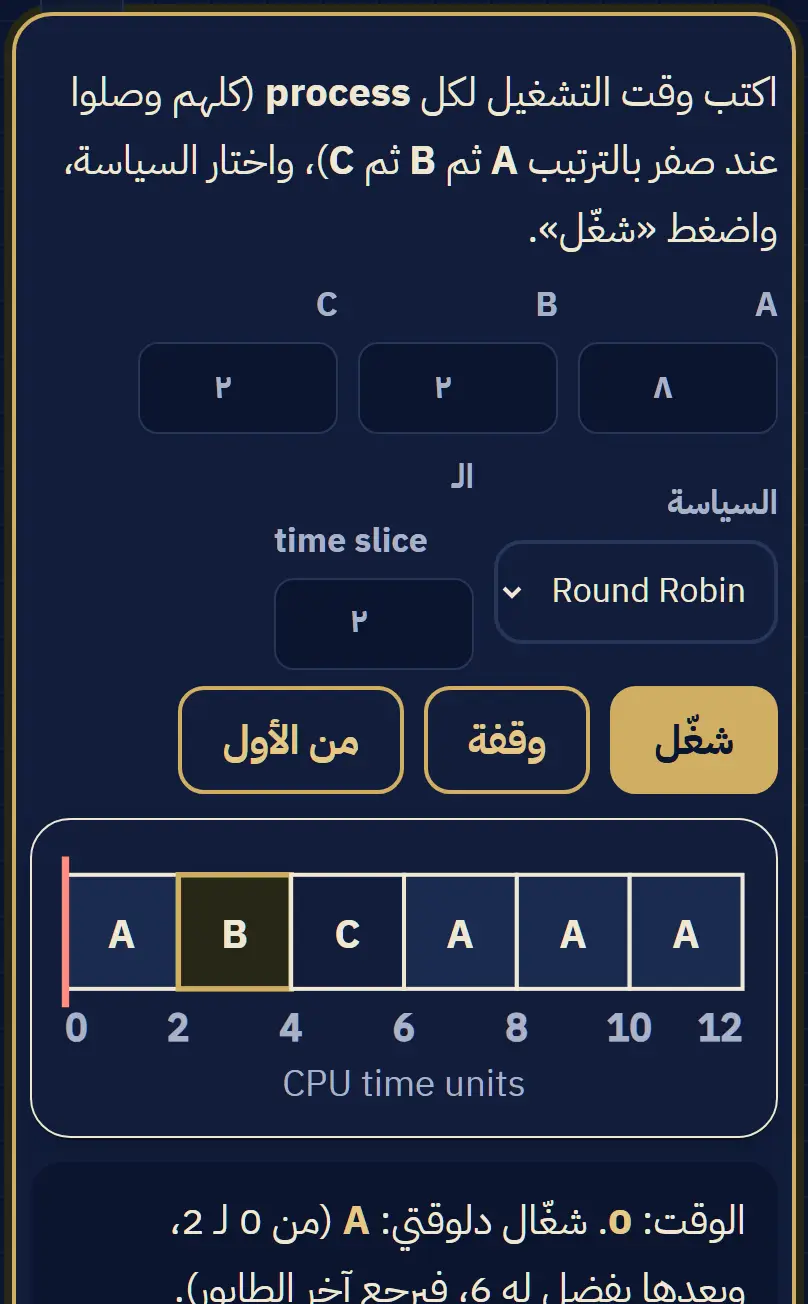 اكتب وقت التشغيل لكل process (كلهم وصلوا
عند صفر بالترتيب A ثم B ثم C)، واختار السياسة،
واضغط «شغّل».
A B C
٨ ٢ ٢
السياسة
الـ
time slice
Round Robin
٢
شغّل وقفة من الأول
A B C A A A
0 2 4 6 8 10 12
CPU time units
الوقت: 0. شغّال دلوقتي: A (من 0 لـ 2،
وبعدها يفضل له 6، فيرجع آخر الطابور).